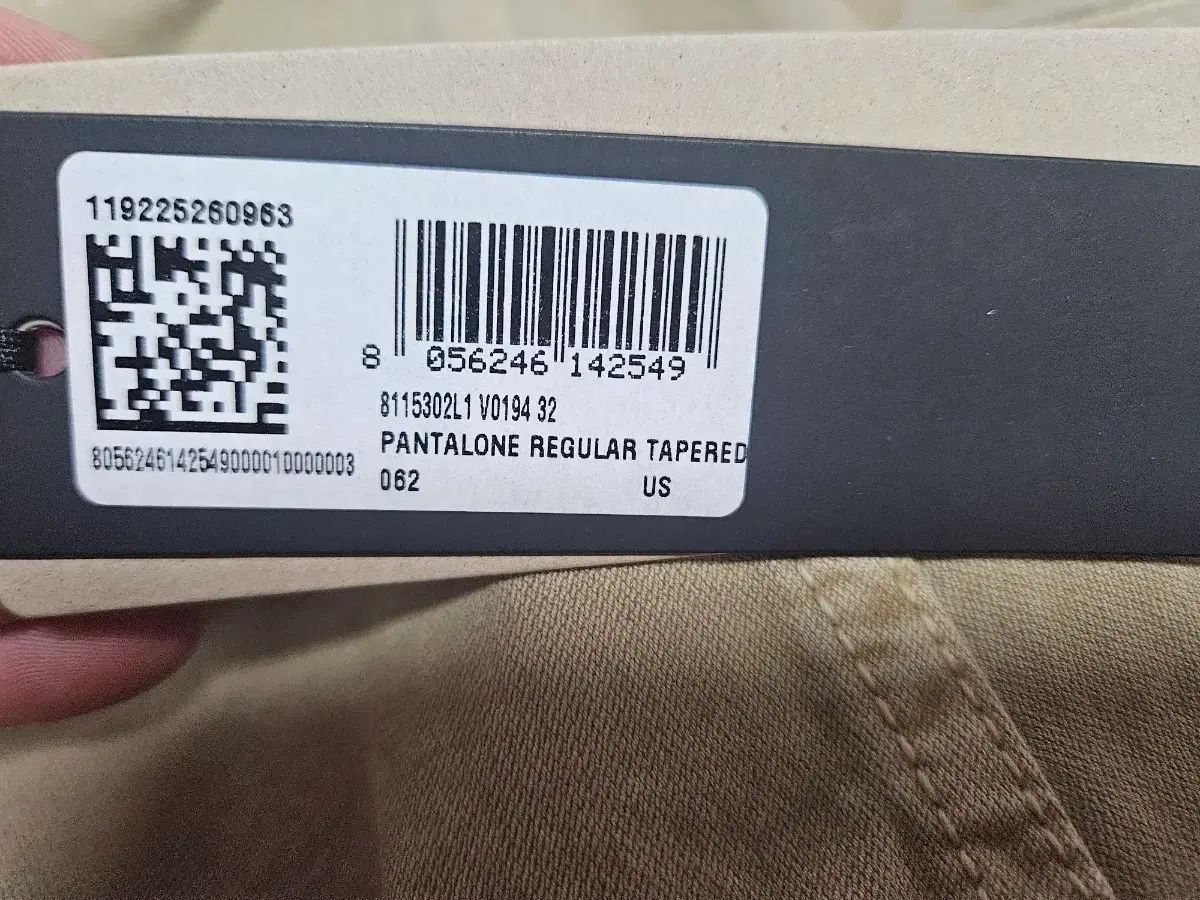 119225260963
8056246142549000010000003
8 056246 142549
8115302L1 V0194 32
PANTALONE REGULAR TAPERED
062 US